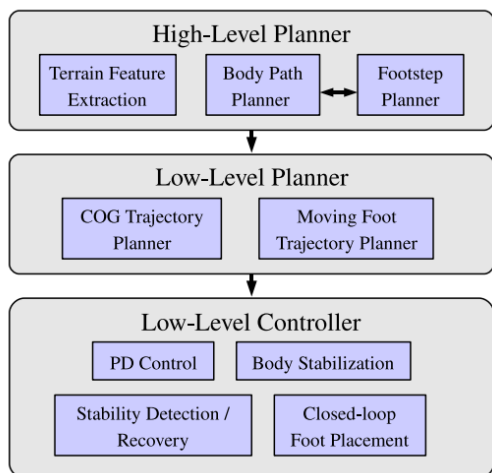 High-Level Planner
Terrain Feature
Extraction
Body Path
Planner
Footstep
Planner
Low-Level Planner
COG Trajectory
Planner
Moving Foot
Trajectory Planner
Low-Level Controller
PD Control
Body Stabilization
Stability Detection /
Recovery
Closed-loop
Foot Placement